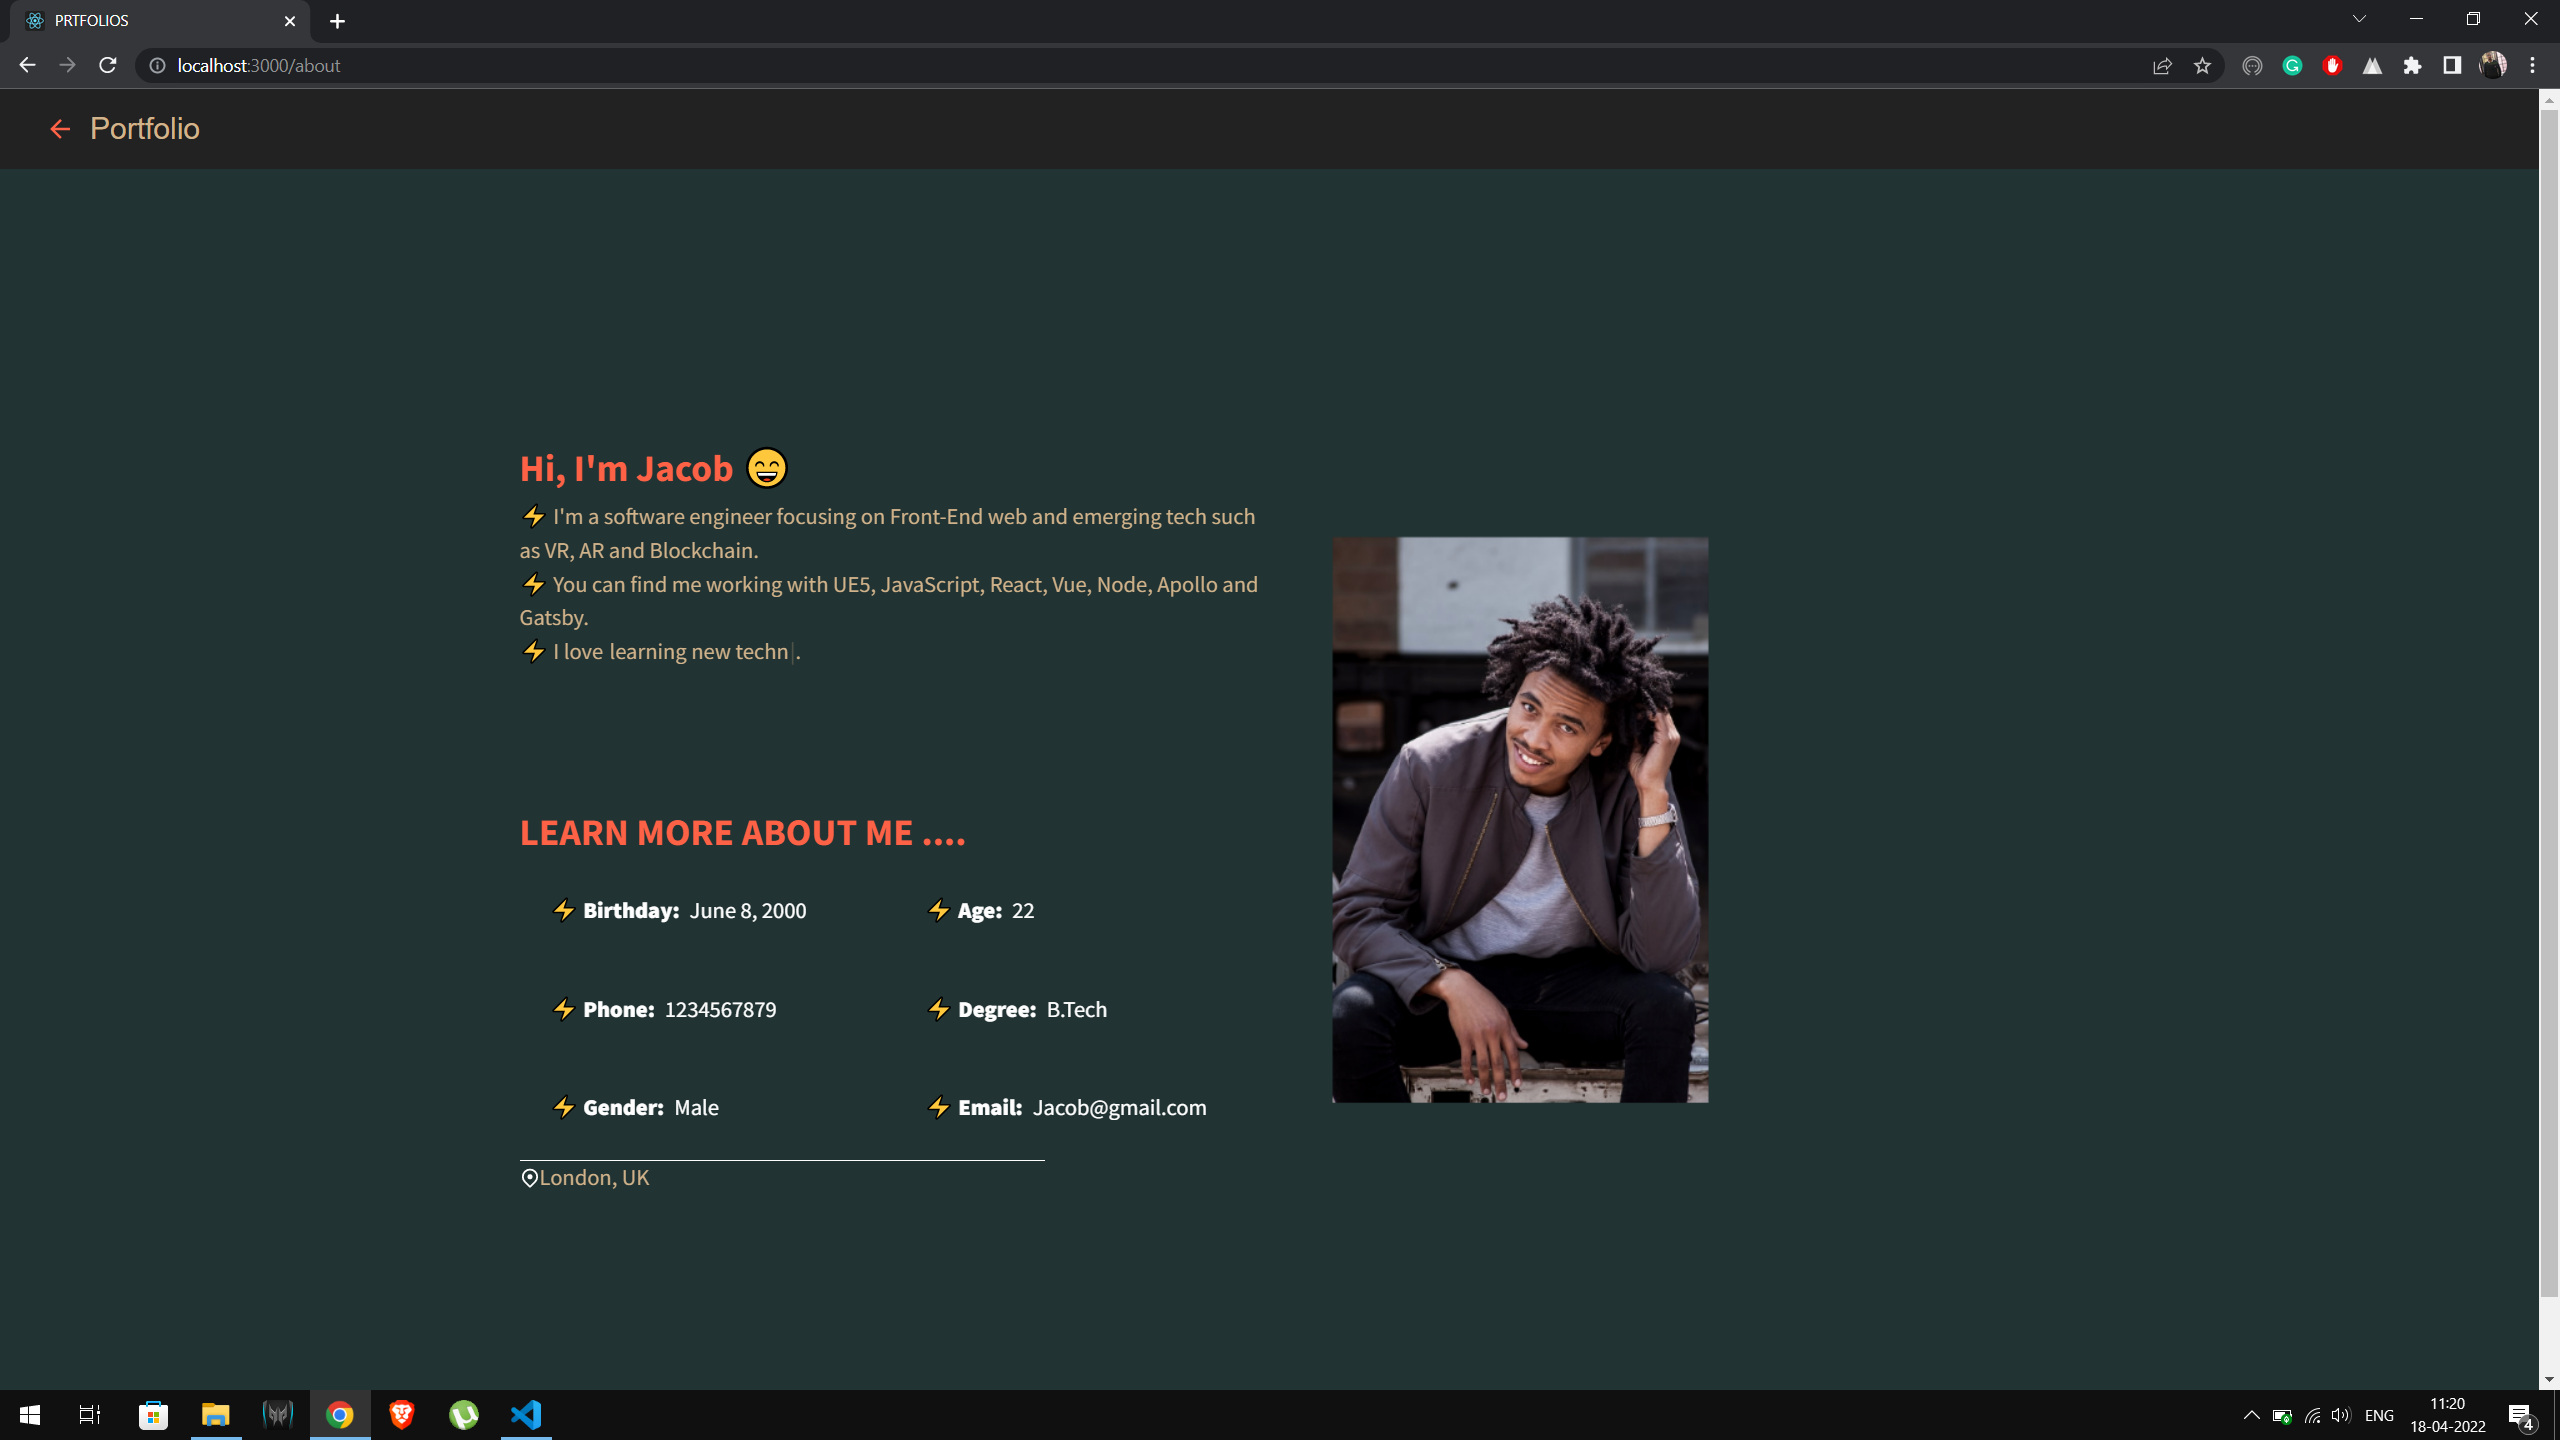 PRTFOLIOS
localhost:3000/about
Portfolio
Hi, I'm Jacob 😄
⚡ I'm a software engineer focusing on Front-End web and emerging tech such
as VR, AR and Blockchain.
⚡ You can find me working with UE5, JavaScript, React, Vue, Node, Apollo and
Gatsby.
⚡ I love learning new techn|.
LEARN MORE ABOUT ME ....
⚡ Birthday: June 8, 2000
⚡ Age: 22
⚡ Phone: 1234567879
⚡ Degree: B.Tech
⚡ Gender: Male
⚡ Email: Jacob@gmail.com
London, UK
ENG
11:20
18-04-2022
4